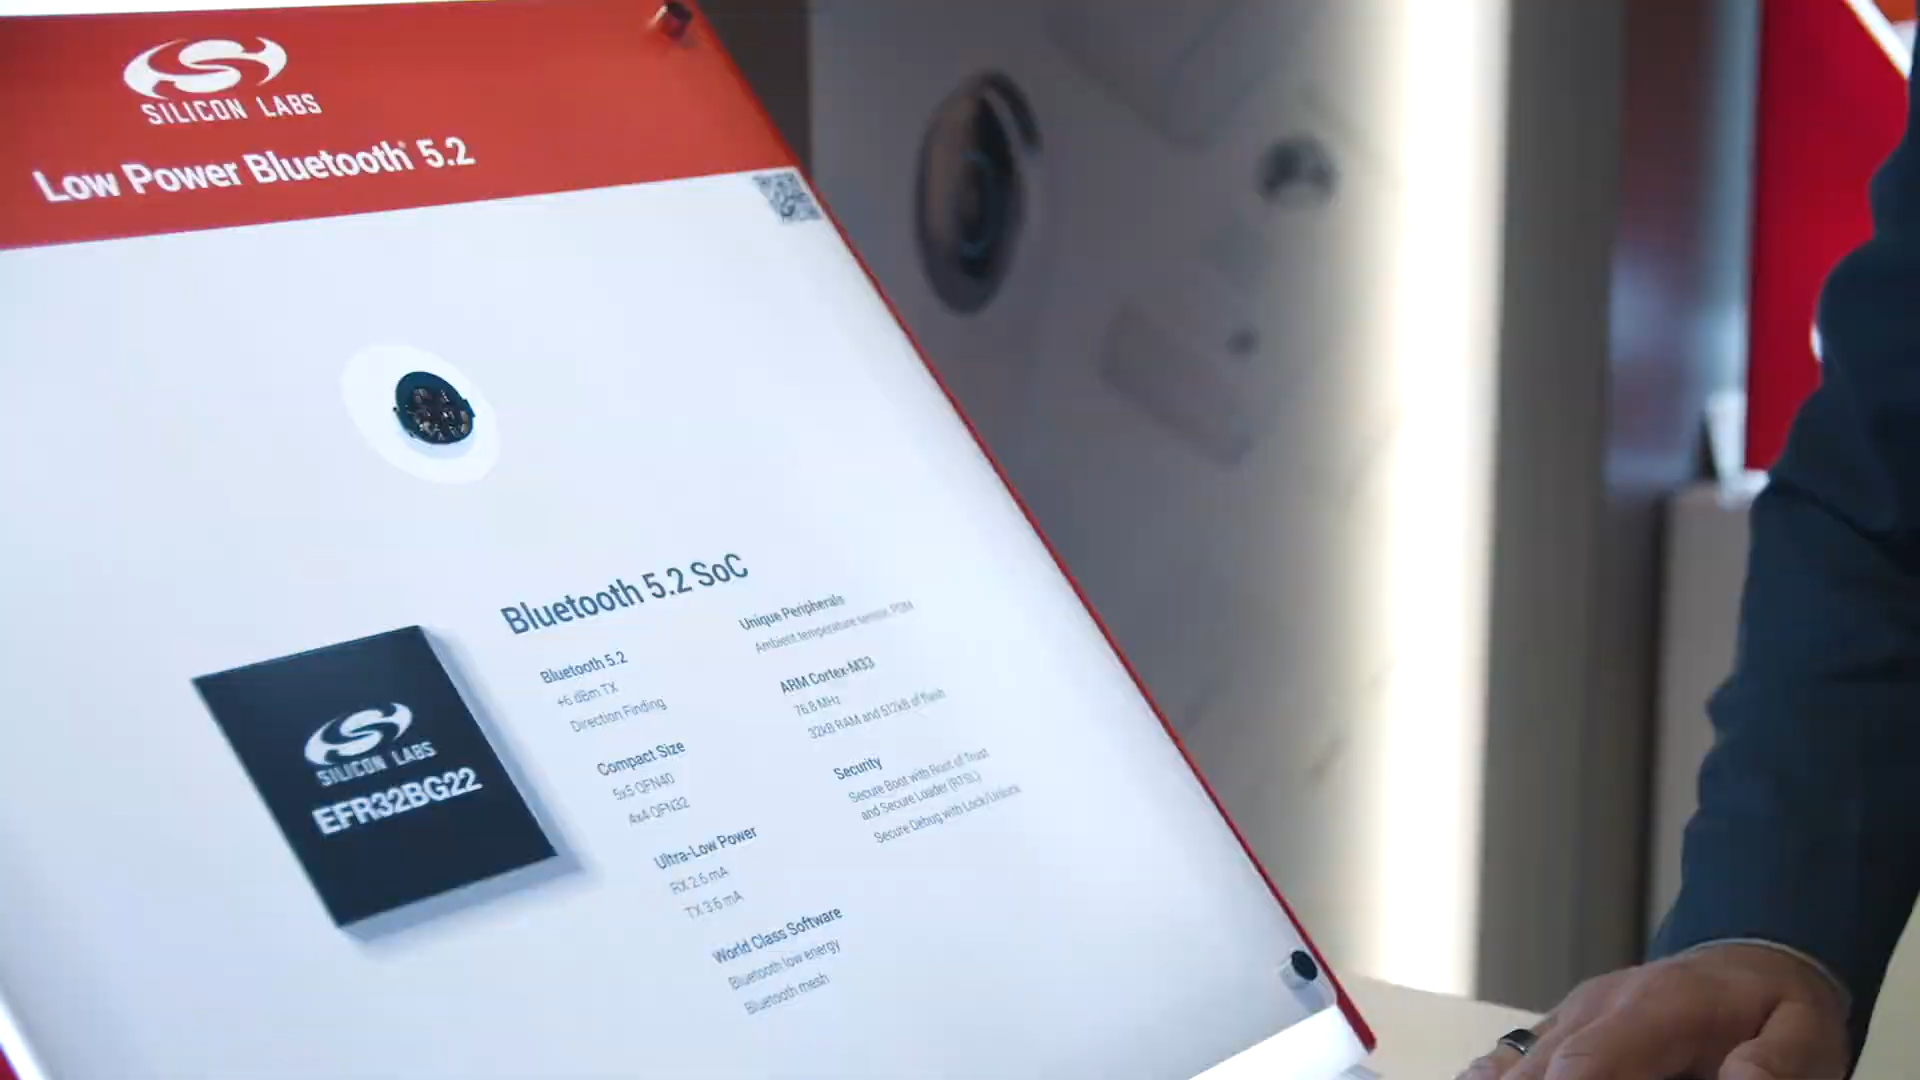 SILICON LABS
Low Power Bluetooth® 5.2
Bluetooth 5.2 SoC
Bluetooth 5.2
+6 dBm TX
Direction Finding
Compact Size
5x5 QFN40
4x4 QFN32
Ultra-Low Power
RX 2.6 mA
TX 3.6 mA
World Class Software
Bluetooth low energy
Bluetooth mesh
Unique Peripherals
Ambient temperature sensor, PDM
ARM Cortex-M33
76.8 MHz
32kB RAM and 512kB of flash
Security
Secure Boot with Root of Trust
and Secure Loader (RTSL)
Secure Debug with Lock/Unlock
SILICON LABS
EFR32BG22